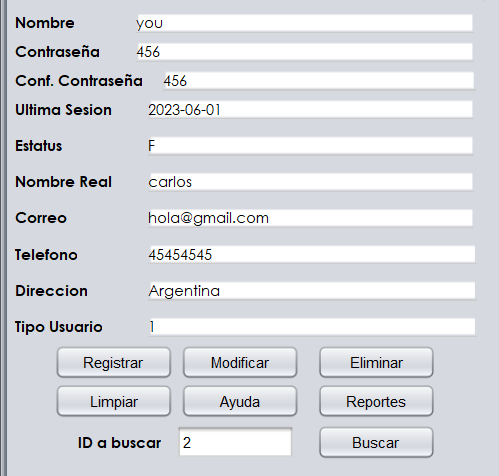 Nombre you
Contraseña 456
Conf. Contraseña 456
Ultima Sesion 2023-06-01
Estatus F
Nombre Real carlos
Correo hola@gmail.com
Telefono 45454545
Direccion Argentina
Tipo Usuario 1
Registrar Modificar Eliminar
Limpiar Ayuda Reportes
ID a buscar 2 Buscar